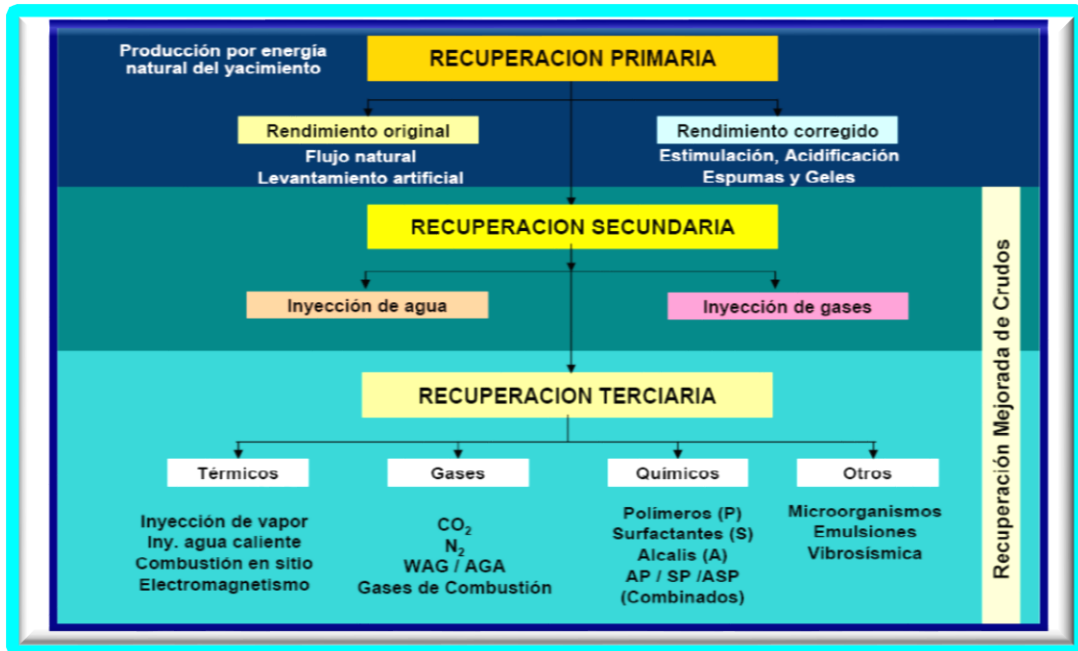 Producción por energía
natural del yacimiento
RECUPERACION PRIMARIA
Rendimiento original
Flujo natural
Levantamiento artificial
Rendimiento corregido
Estimulación, Acidificación
Espumas y Geles
RECUPERACION SECUNDARIA
Inyección de agua
Inyección de gases
RECUPERACION TERCIARIA
Térmicos
Inyección de vapor
Iny. agua caliente
Combustión en sitio
Electromagnetismo
Gases
CO₂
N₂
WAG / AGA
Gases de Combustión
Químicos
Polímeros (P)
Surfactantes (S)
Alcalis (A)
AP / SP /ASP
(Combinados)
Otros
Microorganismos
Emulsiones
Vibrosísmica
Recuperación Mejorada de Crudos